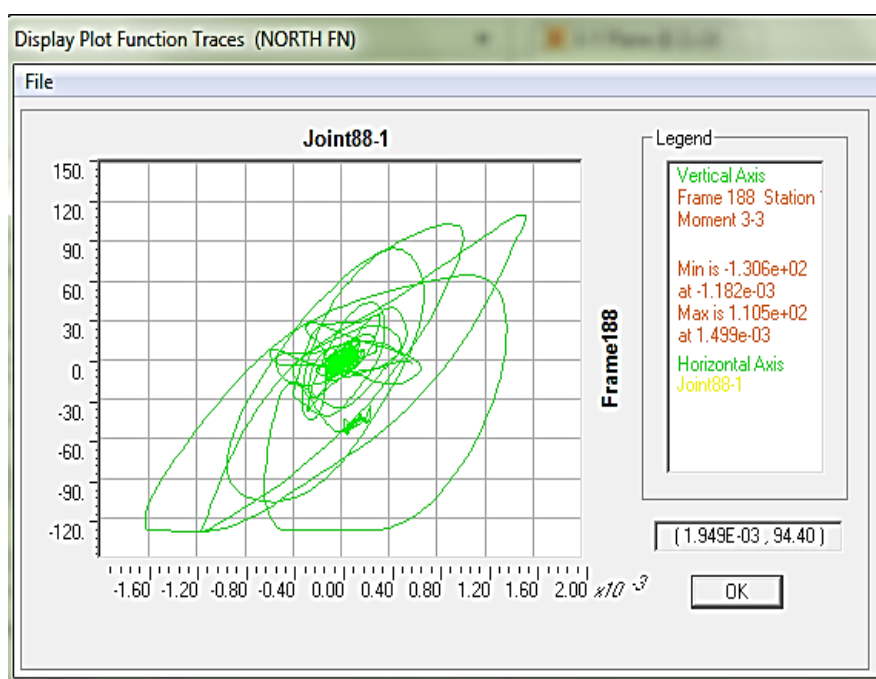 Display Plot Function Traces (NORTH FN)
File
Joint88-1
150.
120.
90.
60.
30.
0.
-30.
-60.
-90.
-120.
-1.60 -1.20 -0.80 -0.40 0.00 0.40 0.80 1.20 1.60 2.00 x10 -3
Frame188
Legend
Vertical Axis
Frame 188 Station
Moment 3-3
Min is -1.306e+02
at -1.182e-03
Max is 1.105e+02
at 1.499e-03
Horizontal Axis
Joint88-1
( 1.949E-03 , 94.40 )
OK